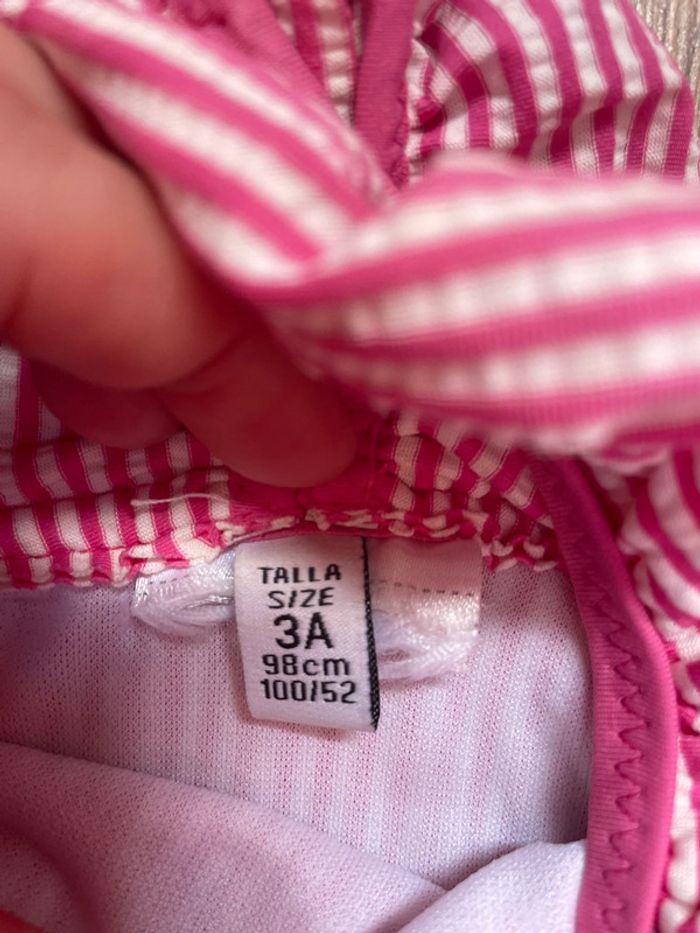 TALLA
SIZE
3A
98cm
100/52